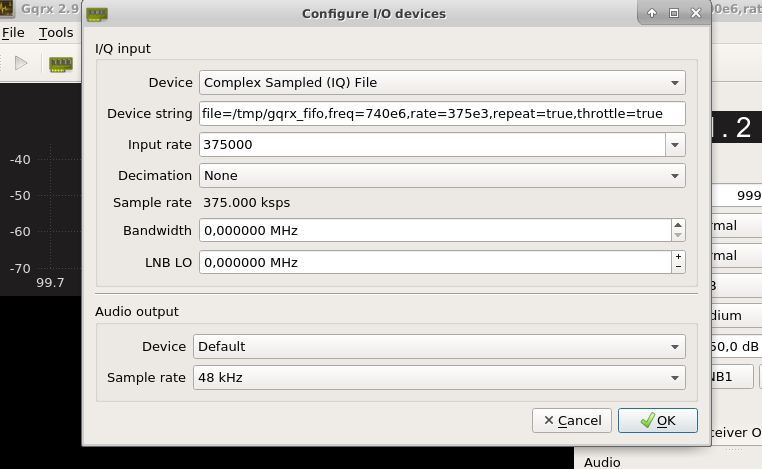 Gqrx 2.9
Configure I/O devices
00e6,rat
File Tools
I/Q input
Device Complex Sampled (IQ) File
Device string file=/tmp/gqrx_fifo,freq=740e6,rate=375e3,repeat=true,throttle=true
Input rate 375000
Decimation None
Sample rate 375.000 ksps
Bandwidth 0,000000 MHz
LNB LO 0,000000 MHz
-40
-50
-60
-70
99.7
.2
999
rmal
rmal
dium
50,0 dB
NB1
Audio output
Device Default
Sample rate 48 kHz
Cancel OK
ceiver O
Audio